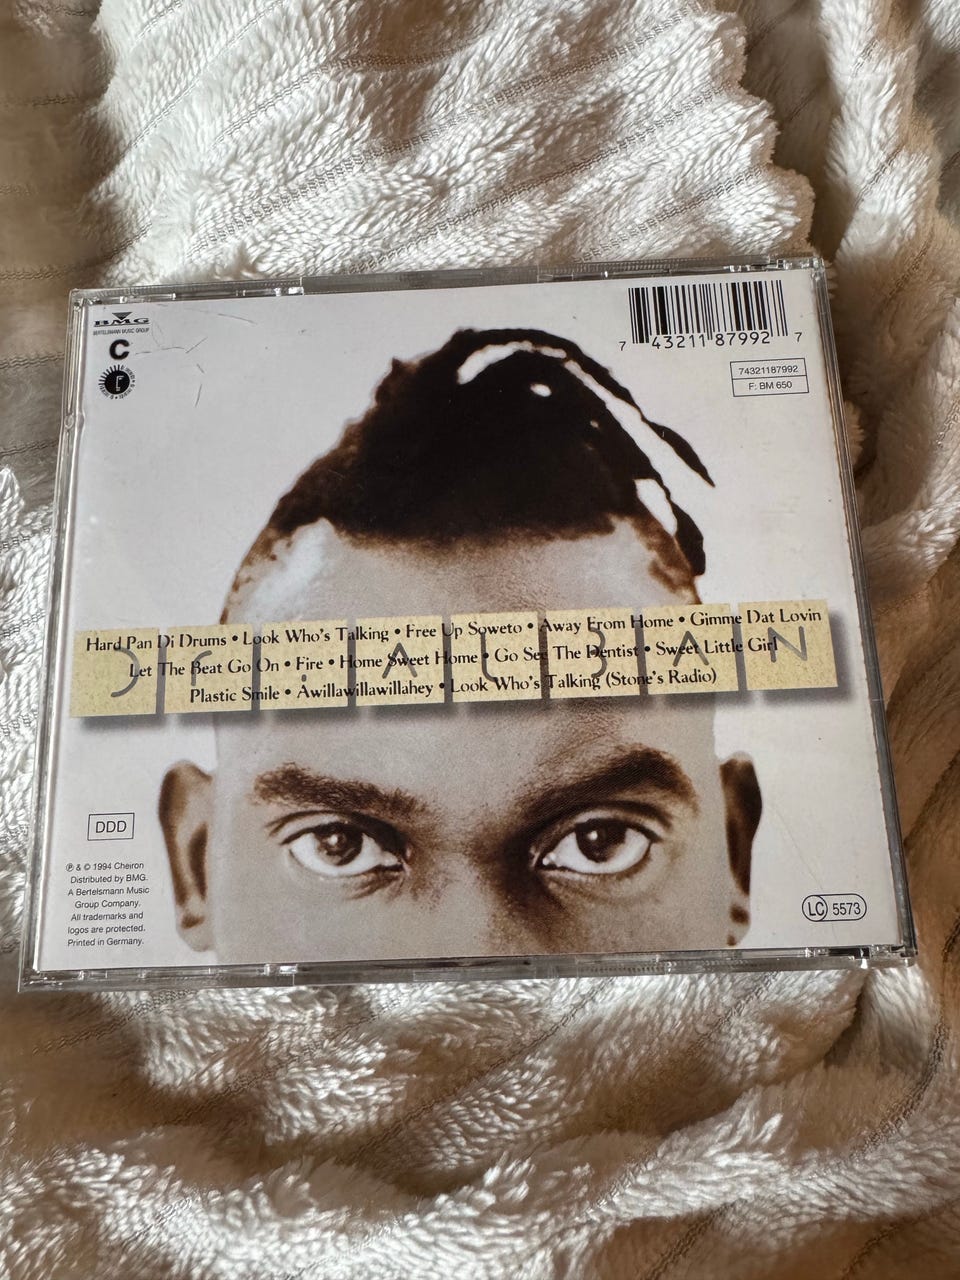 BMG
BERTELSMANN MUSIC GROUP
C
7 43211 87992 7
74321187992
F: BM 650
Hard Pan Di Drums • Look Who's Talking • Free Up Soweto • Away From Home • Gimme Dat Lovin
Let The Beat Go On • Fire • Home Sweet Home • Go See The Dentist • Sweet Little Girl
Plastic Smile • Awillawillawillahey • Look Who's Talking (Stone's Radio)
Dr. ALBAN
DDD
℗ & © 1994 Cheiron
Distributed by BMG.
A Bertelsmann Music
Group Company.
All trademarks and
logos are protected.
Printed in Germany.
LC 5573